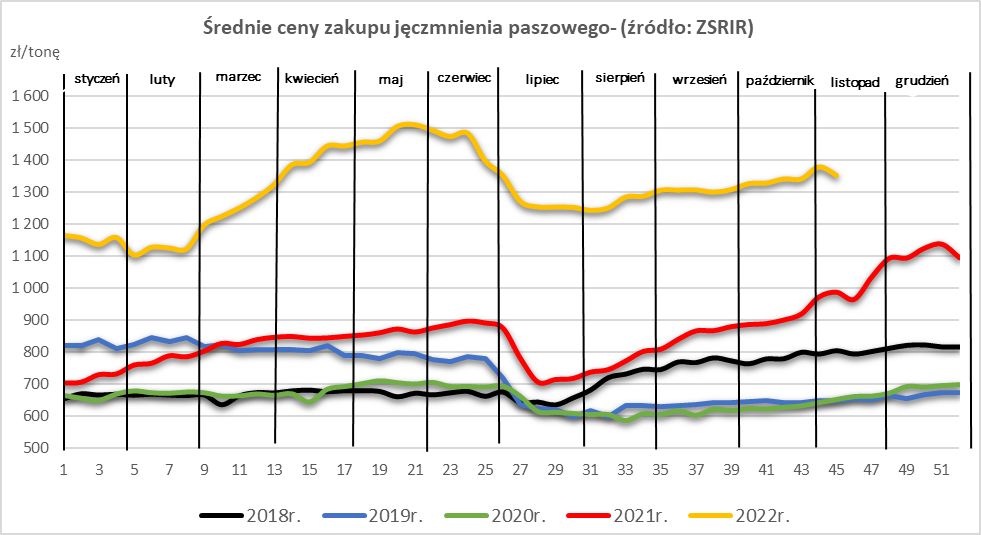 Średnie ceny zakupu jęczmnienia paszowego- (źródło: ZSRIR)
zł/tonę
styczeń luty marzec kwiecień maj czerwiec lipiec sierpień wrzesień październik listopad grudzień
1 600
1 500
1 400
1 300
1 200
1 100
1 000
900
800
700
600
500
1 3 5 7 9 11 13 15 17 19 21 23 25 27 29 31 33 35 37 39 41 43 45 47 49 51
2018r. 2019r. 2020r. 2021r. 2022r.